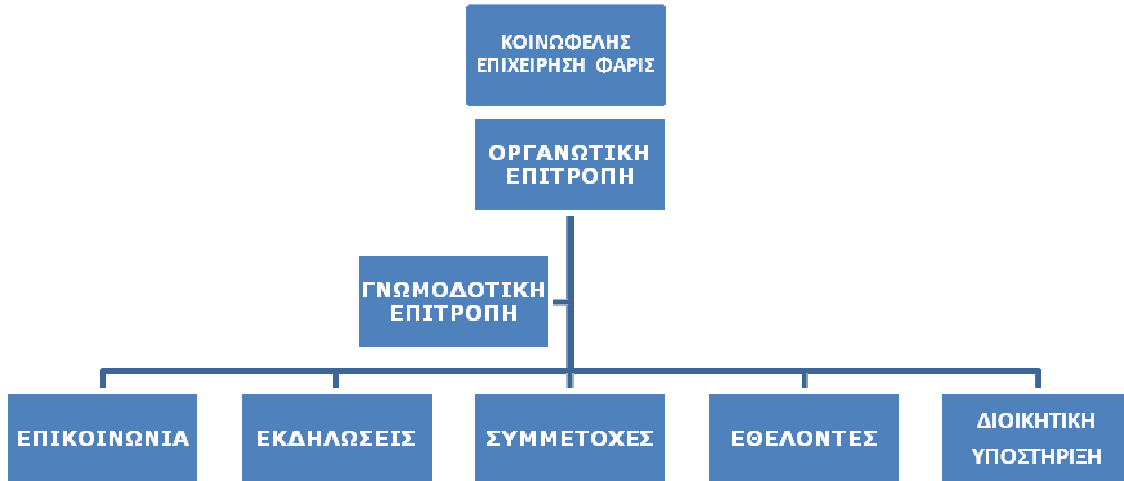 ΚΟΙΝΩΦΕΛΗΣ
ΕΠΙΧΕΙΡΗΣΗ ΦΑΡΙΣ
ΟΡΓΑΝΩΤΙΚΗ
ΕΠΙΤΡΟΠΗ
ΓΝΩΜΟΔΟΤΙΚΗ
ΕΠΙΤΡΟΠΗ
ΕΠΙΚΟΙΝΩΝΙΑ
ΕΚΔΗΛΩΣΕΙΣ
ΣΥΜΜΕΤΟΧΕΣ
ΕΘΕΛΟΝΤΕΣ
ΔΙΟΙΚΗΤΙΚΗ
ΥΠΟΣΤΗΡΙΞΗ